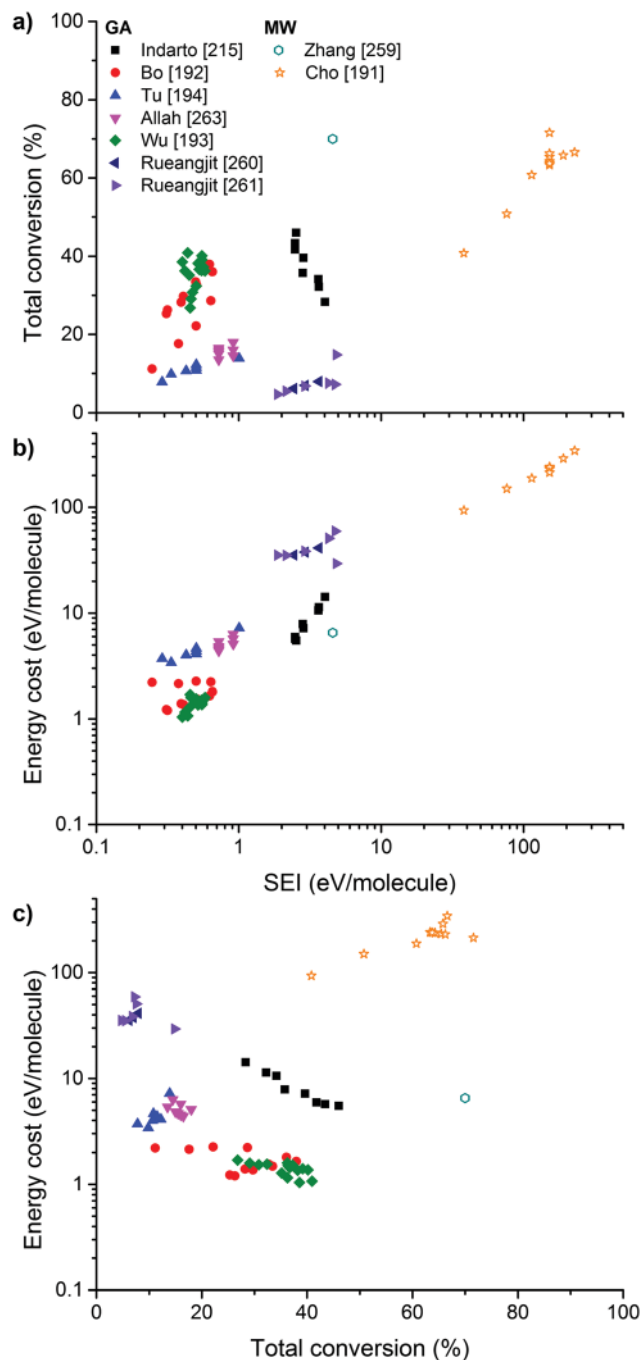 a)
GA MW
Indarto [215] Zhang [259]
Bo [192] Cho [191]
Tu [194]
Allah [263]
Wu [193]
Rueangjit [260]
Rueangjit [261]
100
80
60
40
20
0
Total conversion (%)
b)
100
10
1
0.1
Energy cost (eV/molecule)
0.1 1 10 100
SEI (eV/molecule)
c)
100
10
1
0.1
Energy cost (eV/molecule)
0 20 40 60 80 100
Total conversion (%)